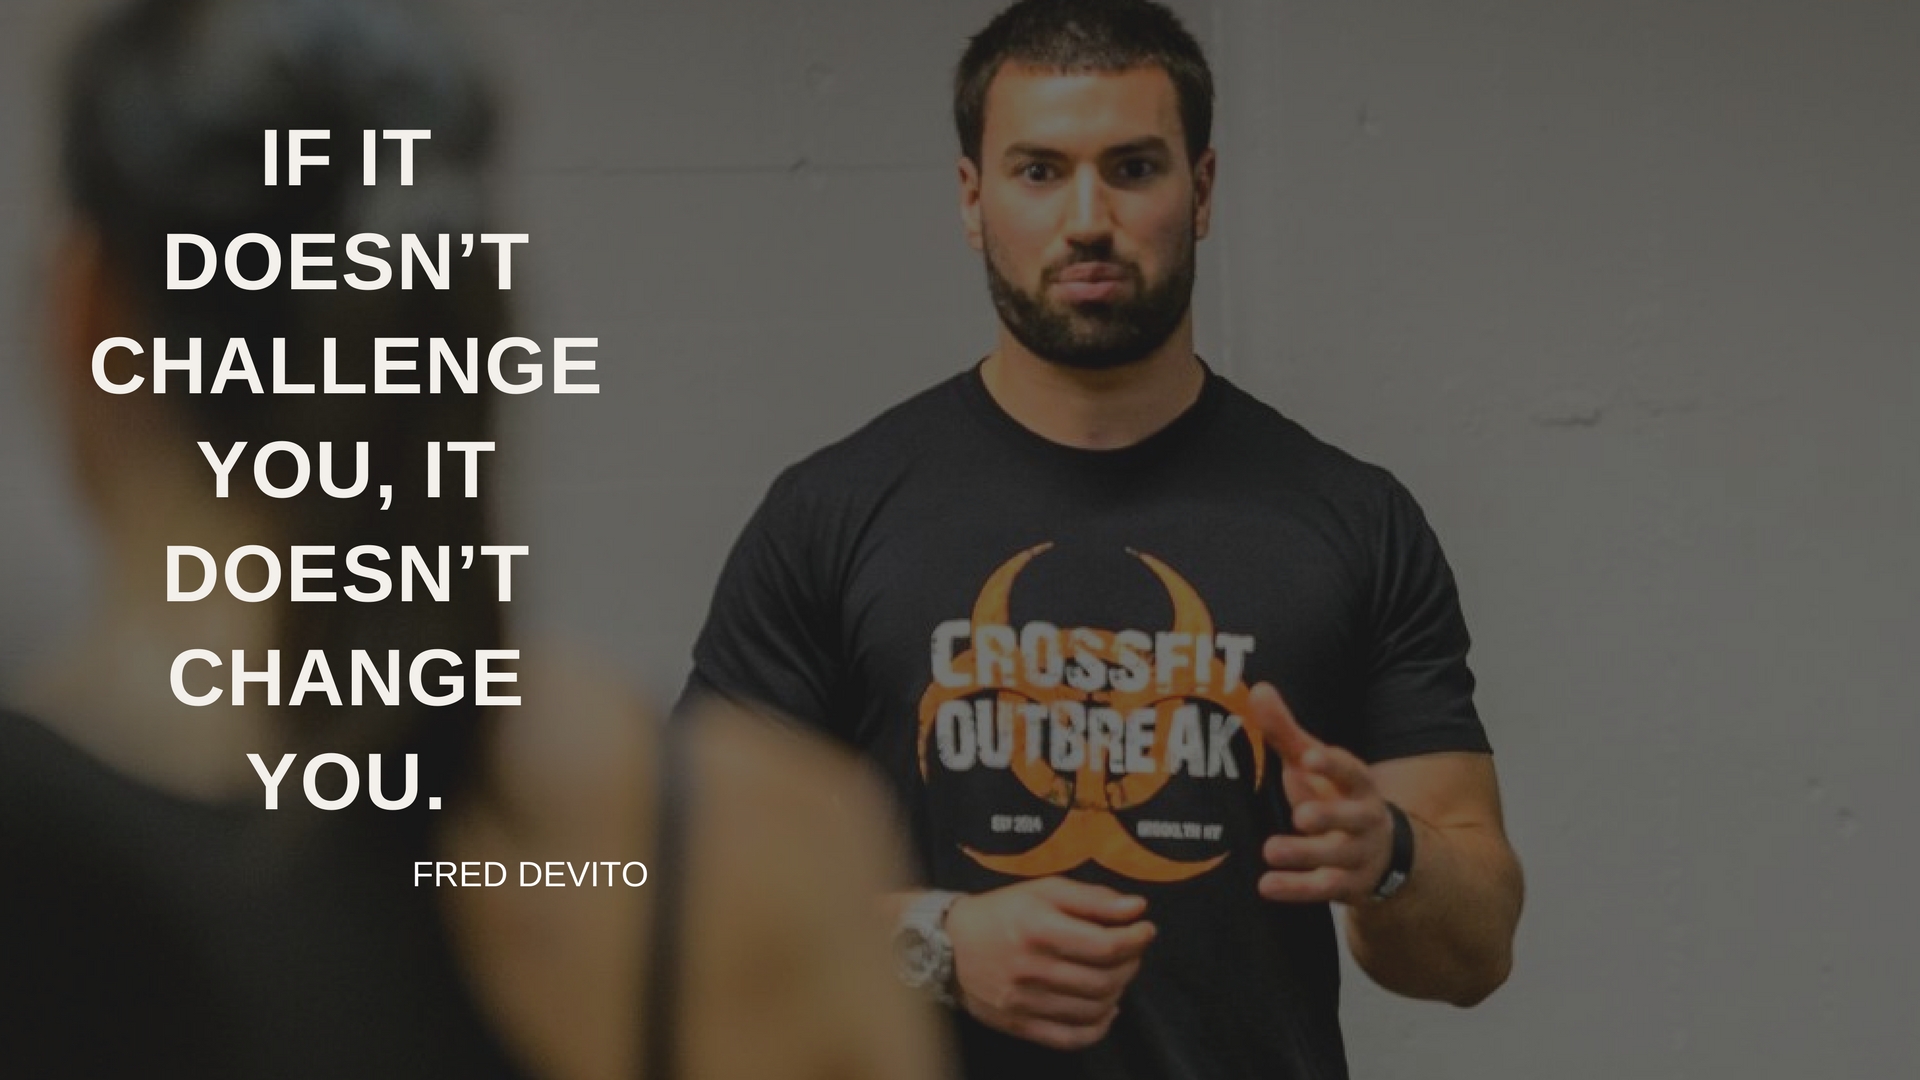 IF IT
DOESN’T
CHALLENGE
YOU, IT
DOESN’T
CHANGE
YOU.
FRED DEVITO
CROSSFIT
OUTBREAK
EST 2014
BROOKLYN NY